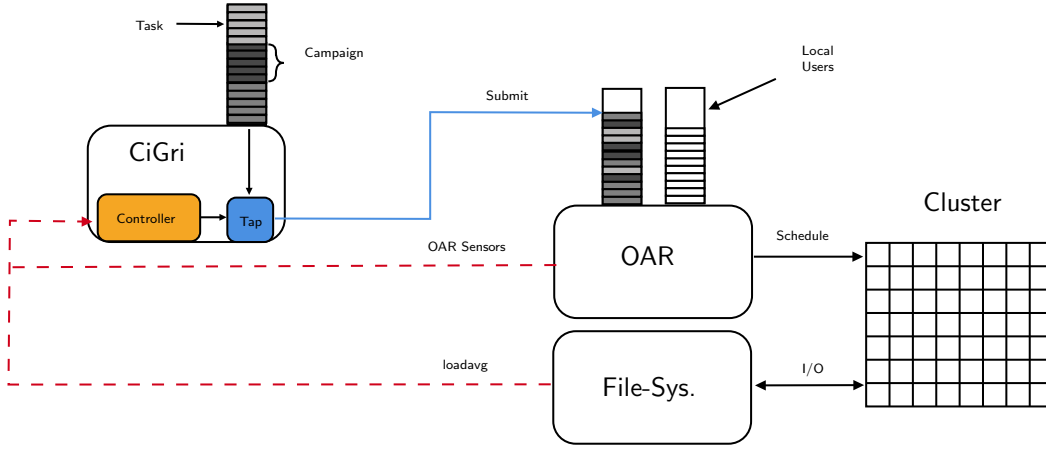 Task
Campaign
Local
Users
Submit
CiGri
Controller
Tap
Cluster
OAR Sensors
OAR
Schedule
loadavg
File-Sys.
I/O